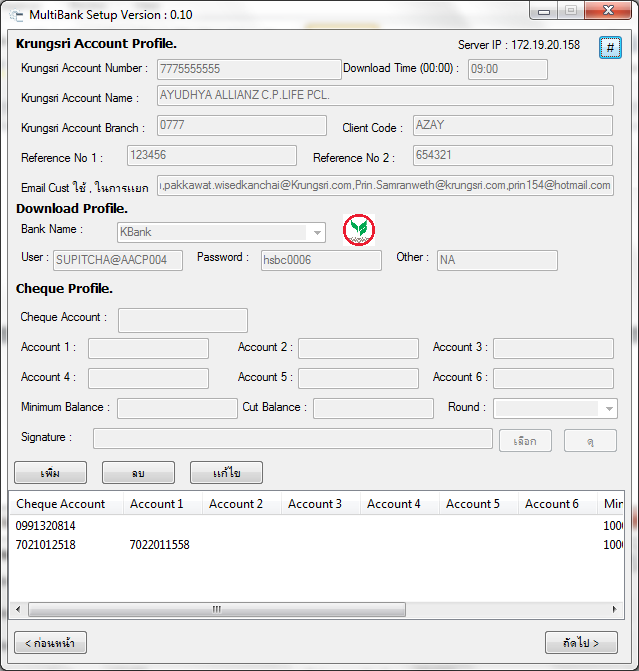 MultiBank Setup Version : 0.10
Krungsri Account Profile.
Server IP : 172.19.20.158
#
Krungsri Account Number : 7775555555 Download Time (00:00) : 09:00
Krungsri Account Name : AYUDHYA ALLIANZ C.P.LIFE PCL.
Krungsri Account Branch : 0777 Client Code : AZAY
Reference No 1 : 123456 Reference No 2 : 654321
Email Cust ใช้ , ในการแยก ,pakkawat.wisedkanchai@Krungsri.com,Prin.Samranweth@krungsri.com,prin154@hotmail.com
Download Profile.
Bank Name : KBank
User : SUPITCHA@AACP004 Password : hsbc0006 Other : NA
Cheque Profile.
Cheque Account :
Account 1 : Account 2 : Account 3 :
Account 4 : Account 5 : Account 6 :
Minimum Balance : Cut Balance : Round :
Signature : เลือก ดู
เพิ่ม ลบ แก้ไข
Cheque Account Account 1 Account 2 Account 3 Account 4 Account 5 Account 6 Min
0991320814 100
7021012518 7022011558 100
< ก่อนหน้า ถัดไป >